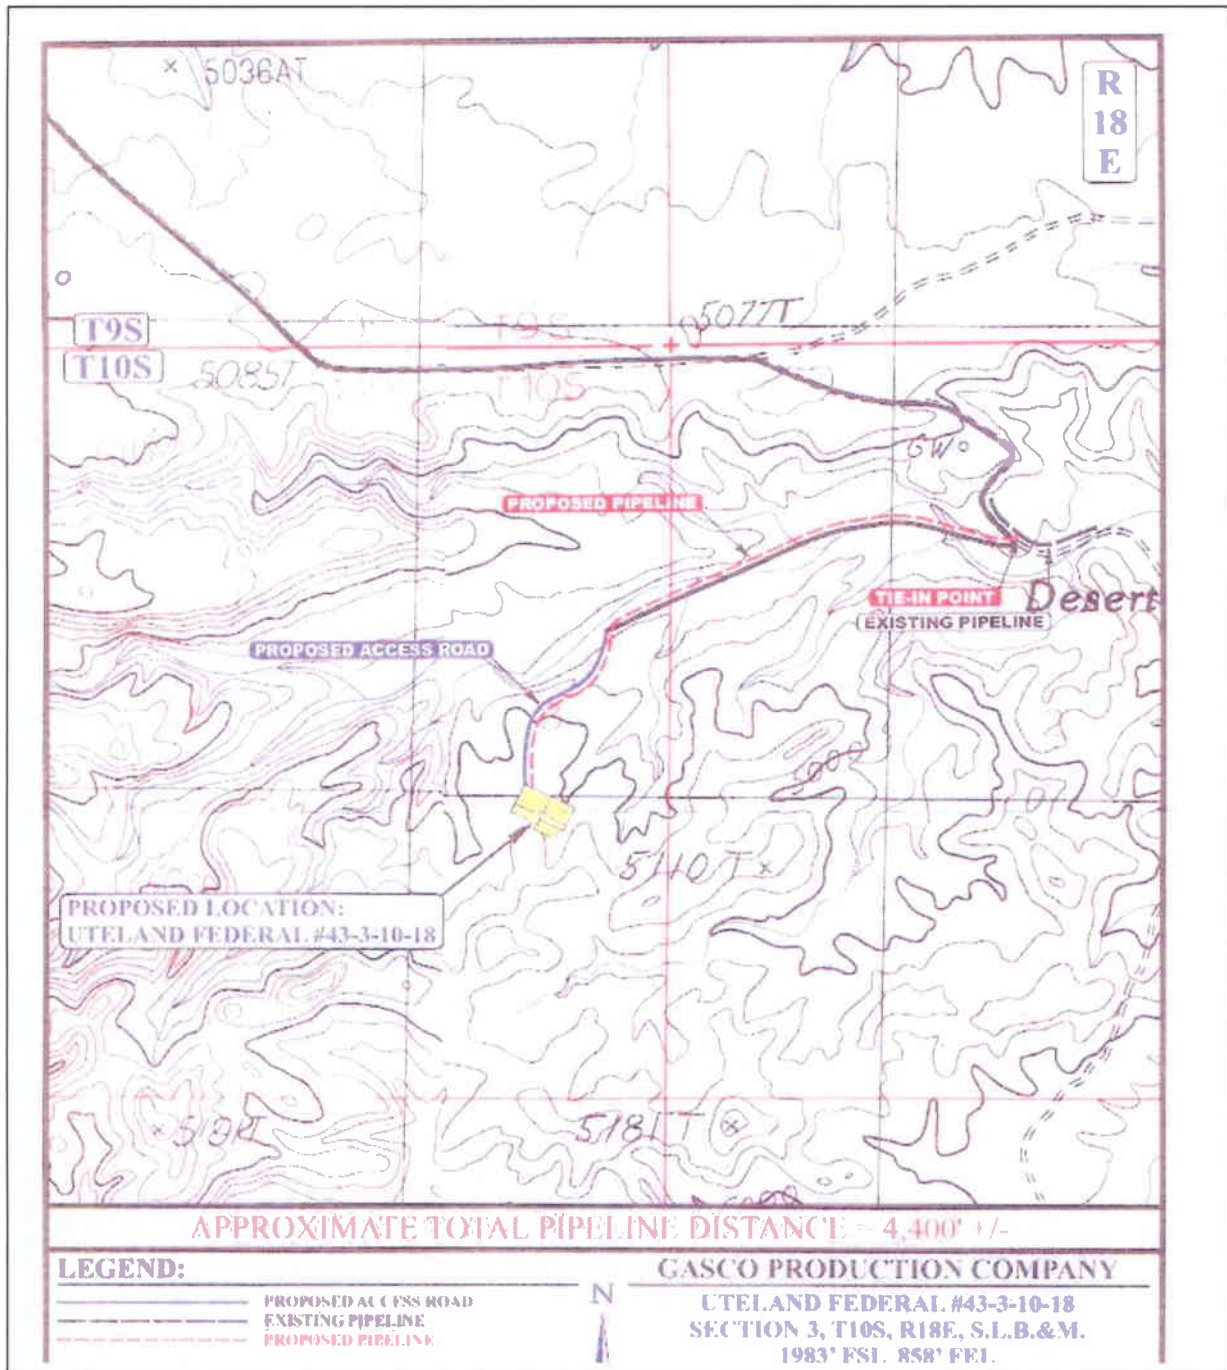 5036AT
R
18
E
5077T
T9S
T9S
T10S
T10S
5085T
GW
PROPOSED PIPELINE
TIE-IN POINT
Desert
EXISTING PIPELINE
PROPOSED ACCESS ROAD
5110T
PROPOSED LOCATION:
UTELAND FEDERAL #43-3-10-18
5181T
APPROXIMATE TOTAL PIPELINE DISTANCE = 4,400' +/-
LEGEND:
PROPOSED ACCESS ROAD
EXISTING PIPELINE
PROPOSED PIPELINE
N
GASCO PRODUCTION COMPANY
UTELAND FEDERAL #43-3-10-18
SECTION 3, T10S, R18E, S.L.B.&M.
1983' FSL 858' FEL